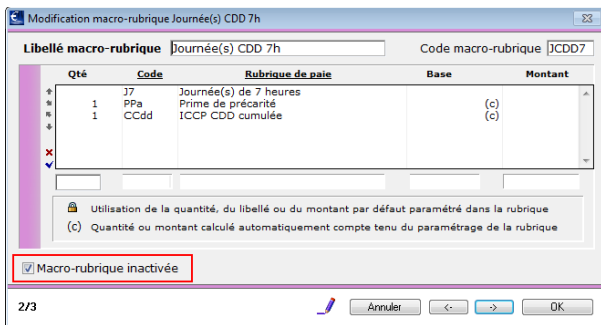 Modification macro-rubrique Journée(s) CDD 7h
Libellé macro-rubrique Journée(s) CDD 7h Code macro-rubrique JCDD7
Qté Code Rubrique de paie Base Montant
J7 Journée(s) de 7 heures
1 PPa Prime de précarité (c)
1 CCdd ICCP CDD cumulée (c)
Utilisation de la quantité, du libellé ou du montant par défaut paramétré dans la rubrique
(c) Quantité ou montant calculé automatiquement compte tenu du paramétrage de la rubrique
Macro-rubrique inactivée
2/3 Annuler <- -> OK